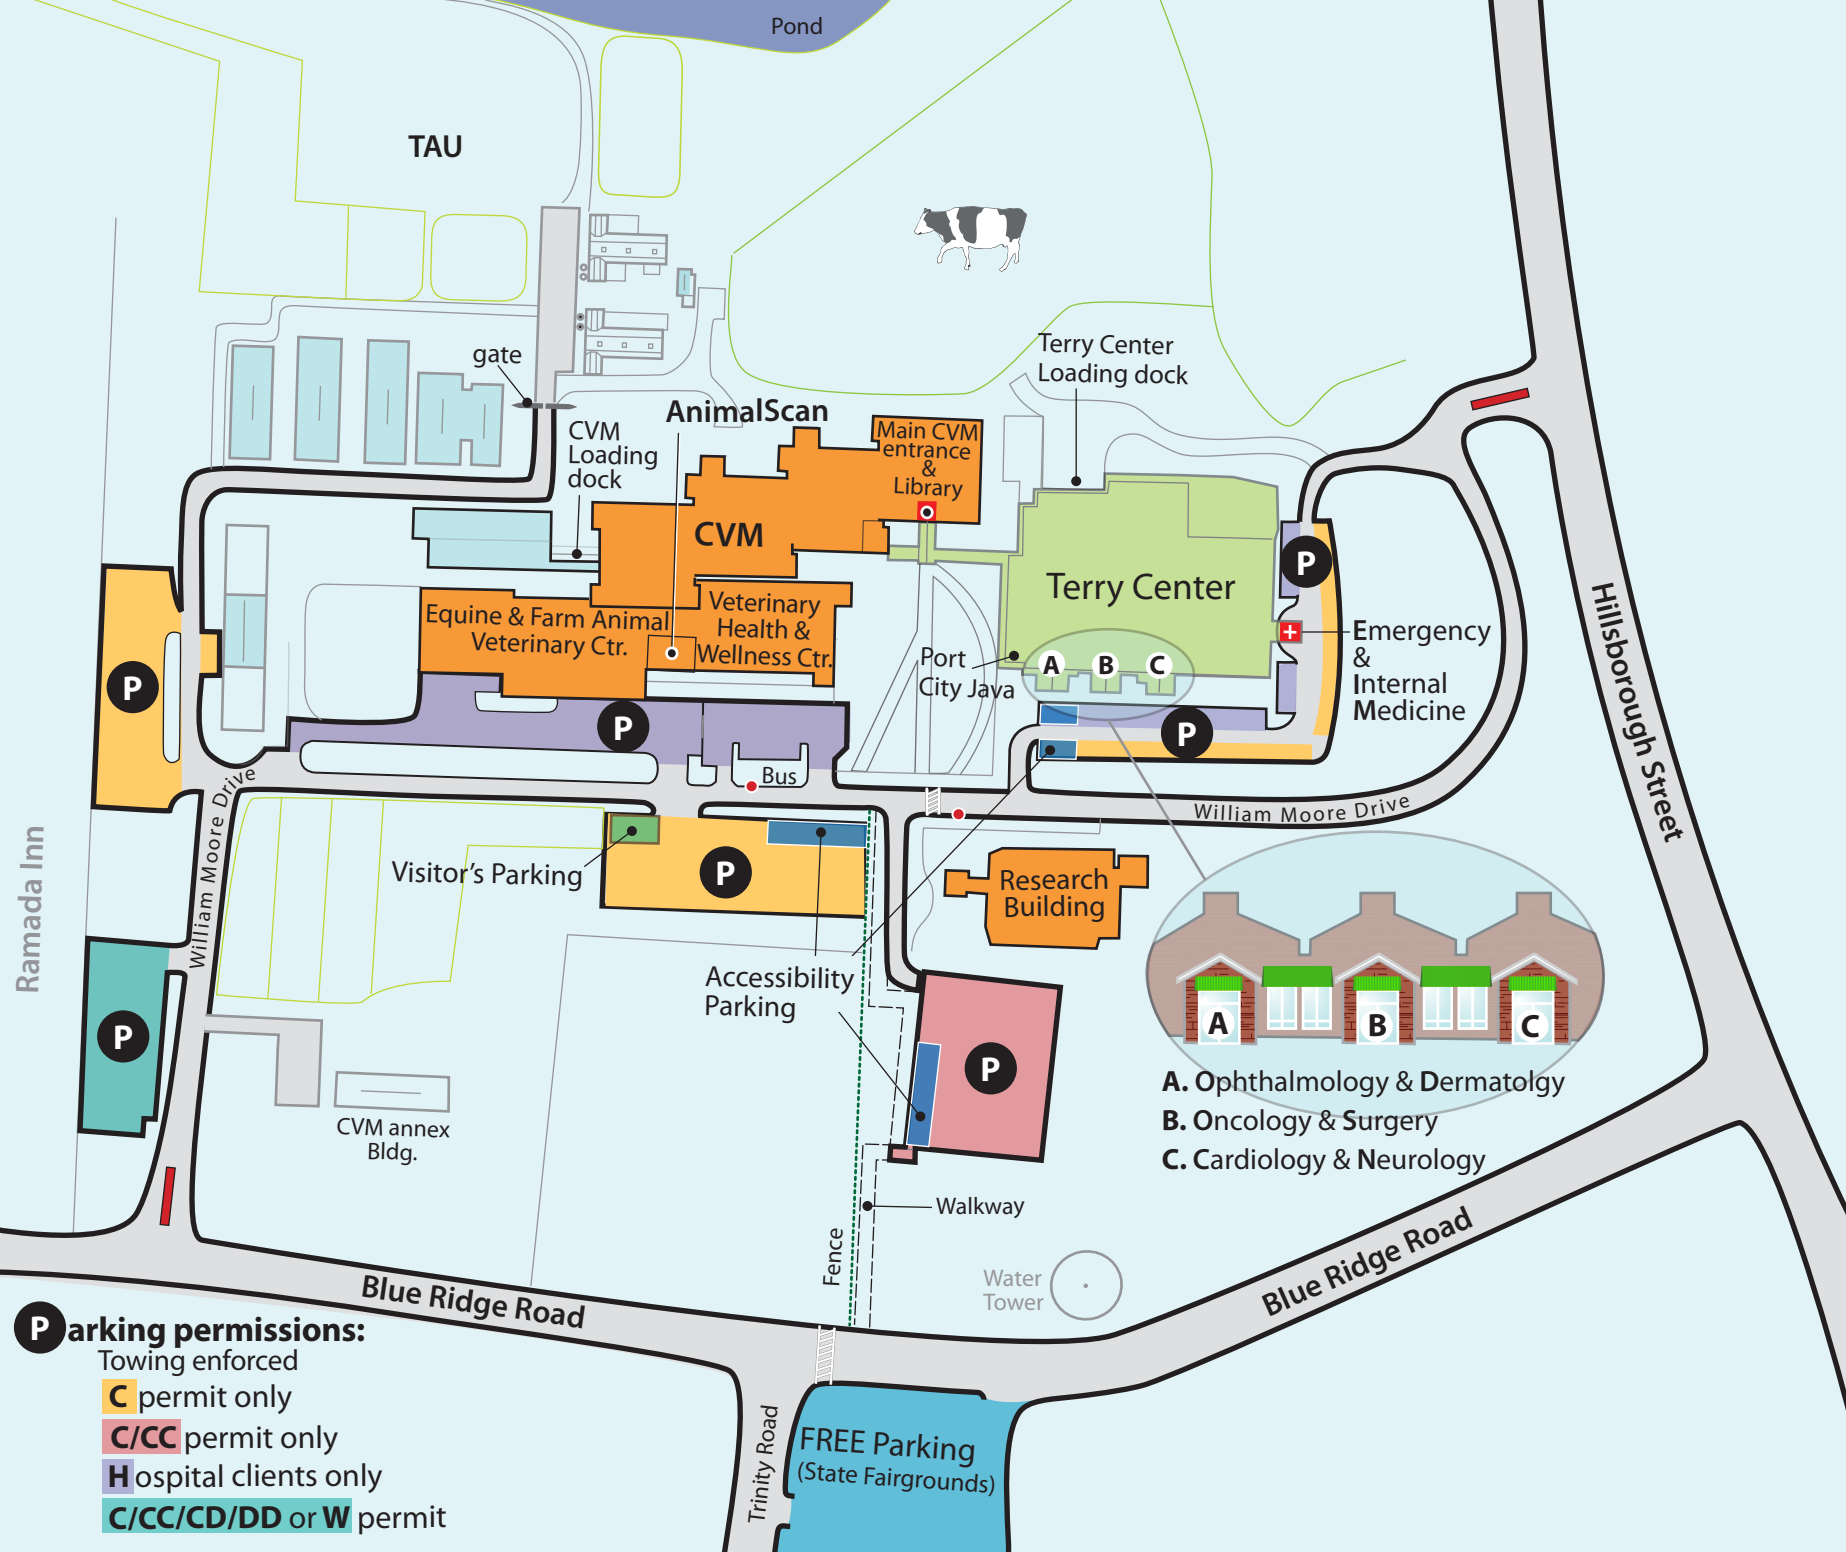 Pond
TAU
gate
Terry Center
Loading dock
AnimalScan
CVM
Loading
dock
Main CVM
entrance
&
Library
CVM
Terry Center
P
Equine & Farm Animal
Veterinary Ctr.
Veterinary
Health &
Wellness Ctr.
Port
City Java
A
B
C
Emergency
&
Internal
Medicine
P
P
P
Bus
Hillsborough Street
William Moore Drive
William Moore Drive
Ramada Inn
Visitor's Parking
P
Research
Building
Accessibility
Parking
P
P
A
B
C
A. Ophthalmology & Dermatolgy
B. Oncology & Surgery
C. Cardiology & Neurology
CVM annex
Bldg.
Walkway
Fence
Water
Tower
Blue Ridge Road
Blue Ridge Road
Parking permissions:
Towing enforced
C permit only
C/CC permit only
Hospital clients only
C/CC/CD/DD or W permit
Trinity Road
FREE Parking
(State Fairgrounds)
William Moore Drive